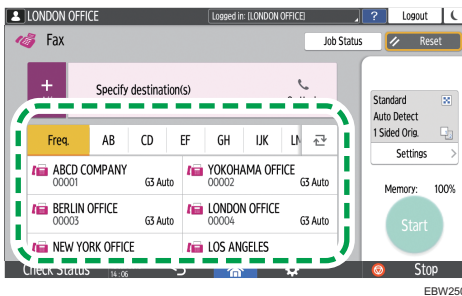 LONDON OFFICE
Logged in: [LONDON OFFICE]
? Logout
Fax
Job Status
Reset
Specify destination(s)
Freq. AB CD EF GH IJK
ABCD COMPANY
00001 G3 Auto
YOKOHAMA OFFICE
00002 G3 Auto
BERLIN OFFICE
00003 G3 Auto
LONDON OFFICE
00004 G3 Auto
NEW YORK OFFICE
LOS ANGELES
Standard
Auto Detect
1 Sided Orig.
Settings
Memory: 100%
Start
Check Status
14:06
Stop
EBW250